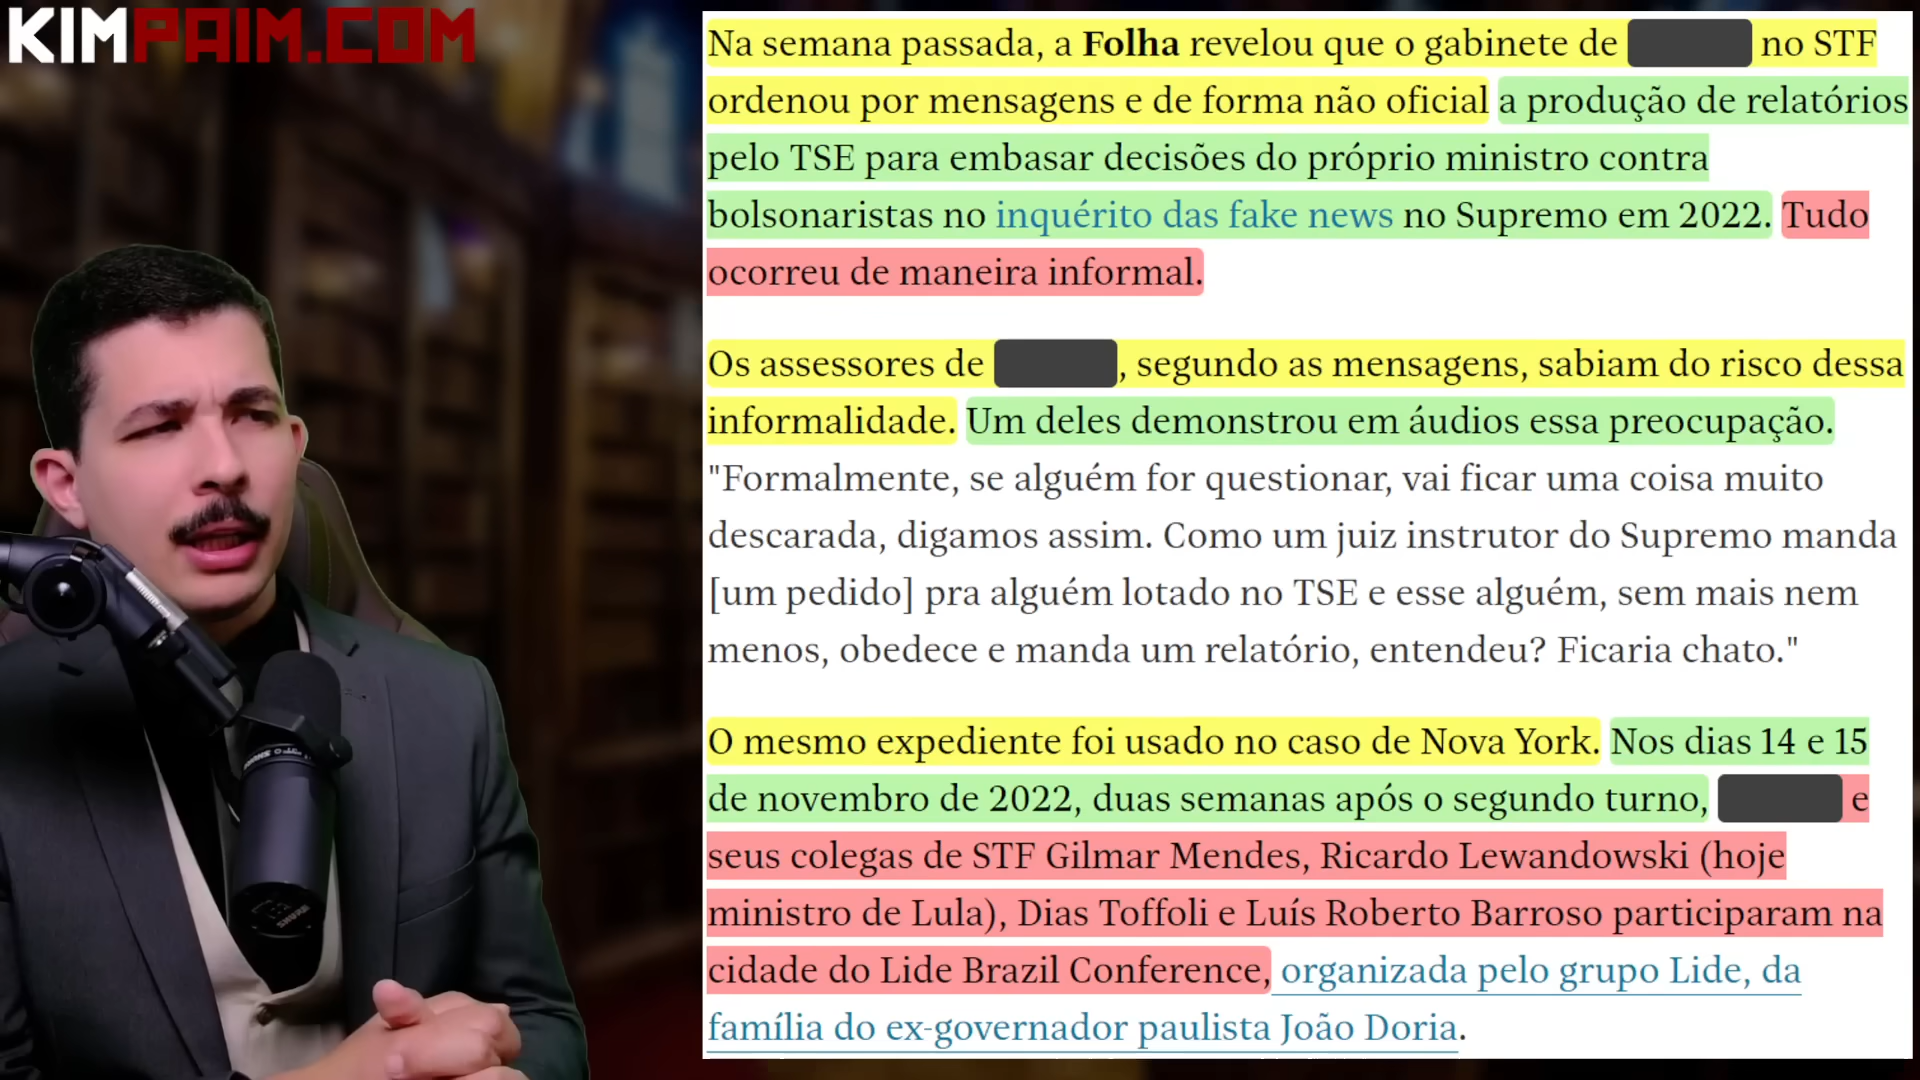 KIMPAIM.COM
Na semana passada, a Folha revelou que o gabinete de no STF
ordenou por mensagens e de forma não oficial a produção de relatórios
pelo TSE para embasar decisões do próprio ministro contra
bolsonaristas no inquérito das fake news no Supremo em 2022. Tudo
ocorreu de maneira informal.
Os assessores de , segundo as mensagens, sabiam do risco dessa
informalidade. Um deles demonstrou em áudios essa preocupação.
"Formalmente, se alguém for questionar, vai ficar uma coisa muito
descarada, digamos assim. Como um juiz instrutor do Supremo manda
[um pedido] pra alguém lotado no TSE e esse alguém, sem mais nem
menos, obedece e manda um relatório, entendeu? Ficaria chato."
O mesmo expediente foi usado no caso de Nova York. Nos dias 14 e 15
de novembro de 2022, duas semanas após o segundo turno, e
seus colegas de STF Gilmar Mendes, Ricardo Lewandowski (hoje
ministro de Lula), Dias Toffoli e Luís Roberto Barroso participaram na
cidade do Lide Brazil Conference, organizada pelo grupo Lide, da
família do ex-governador paulista João Doria.